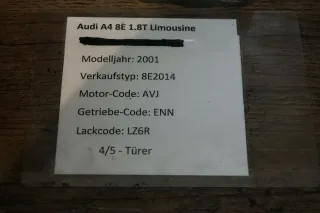 Audi A4 8E 1.8T Limousine
Modelljahr: 2001
Verkaufstyp: 8E2014
Motor-Code: AVJ
Getriebe-Code: ENN
Lackcode: LZ6R
4/5 - Türer